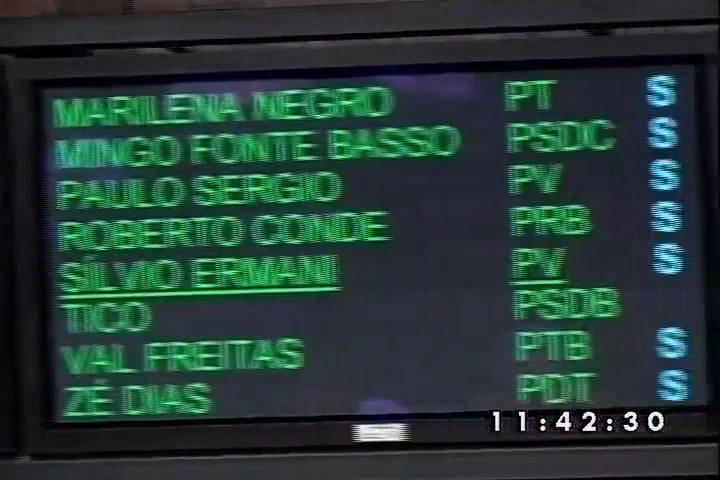 MARILENA NEGRO PT S
MINGO FONTE BASSO PSDC S
PAULO SERGIO PV S
ROBERTO CONDE PRB S
SÍLVIO ERMANI PV S
TICO PSDB
VAL FREITAS PTB S
ZÉ DIAS PDT S
11:42:30